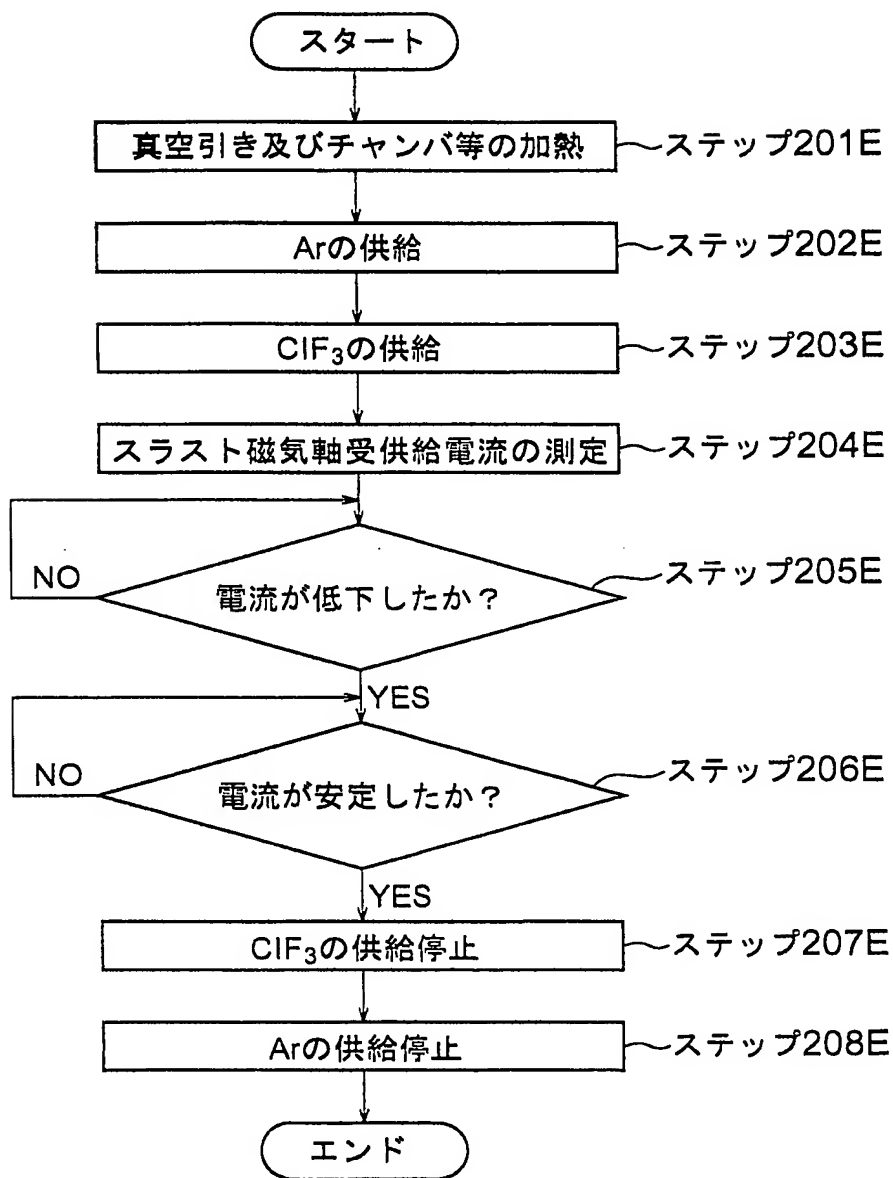 スタート
真空引き及びチャンバ等の加熱
ステップ201E
Arの供給
ステップ202E
ClF₃の供給
ステップ203E
スラスト磁気軸受供給電流の測定
ステップ204E
電流が低下したか?
ステップ205E
NO
YES
電流が安定したか?
ステップ206E
NO
YES
ClF₃の供給停止
ステップ207E
Arの供給停止
ステップ208E
エンド